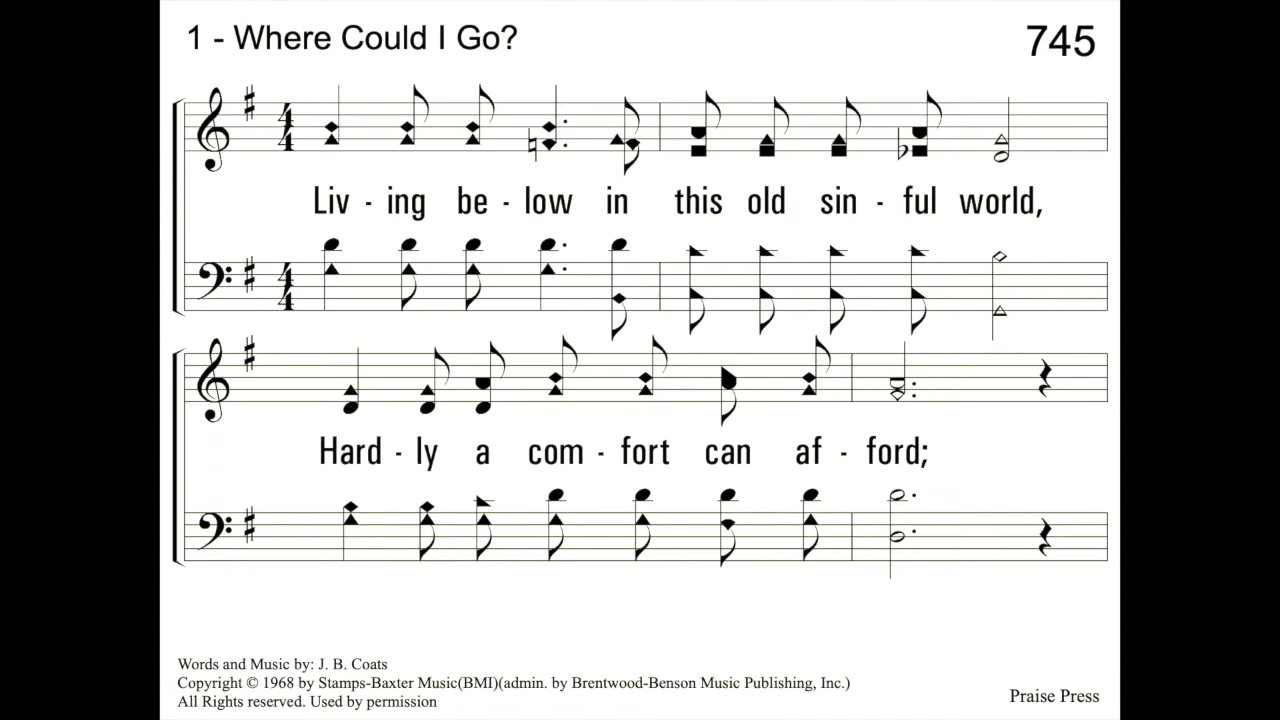 1 - Where Could I Go?
745
Liv - ing be - low in this old sin - ful world,
Hard - ly a com - fort can af - ford;
Words and Music by: J. B. Coats
Copyright © 1968 by Stamps-Baxter Music(BMI)(admin. by Brentwood-Benson Music Publishing, Inc.)
All Rights reserved. Used by permission
Praise Press